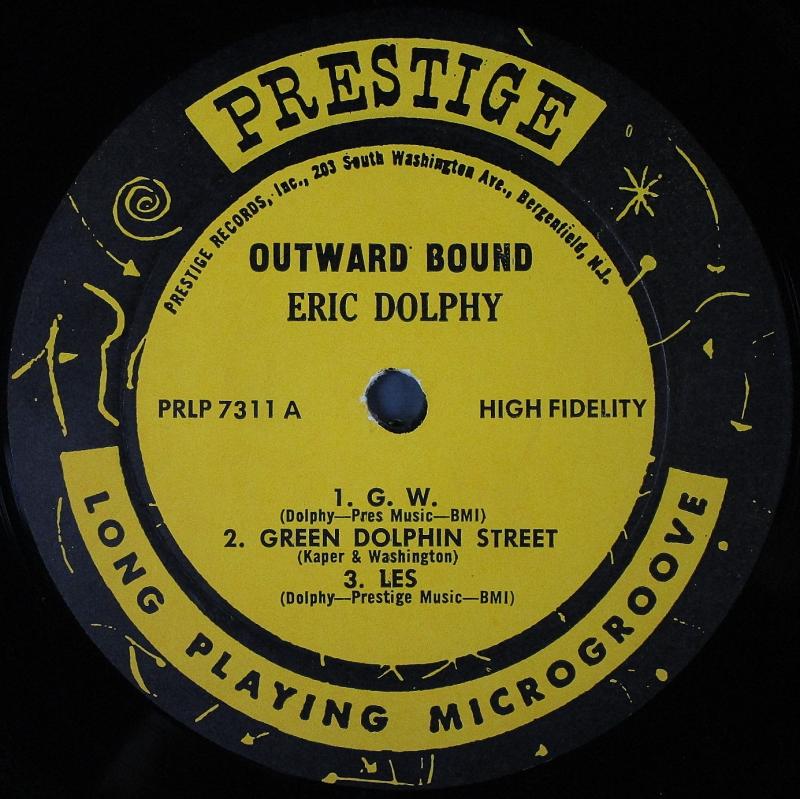 PRESTIGE
PRESTIGE RECORDS, Inc., 203 South Washington Ave., Bergenfield, N.J.
OUTWARD BOUND
ERIC DOLPHY
PRLP 7311 A
HIGH FIDELITY
1. G. W.
(Dolphy—Pres Music—BMI)
2. GREEN DOLPHIN STREET
(Kaper & Washington)
3. LES
(Dolphy—Prestige Music—BMI)
LONG PLAYING MICROGROOVE